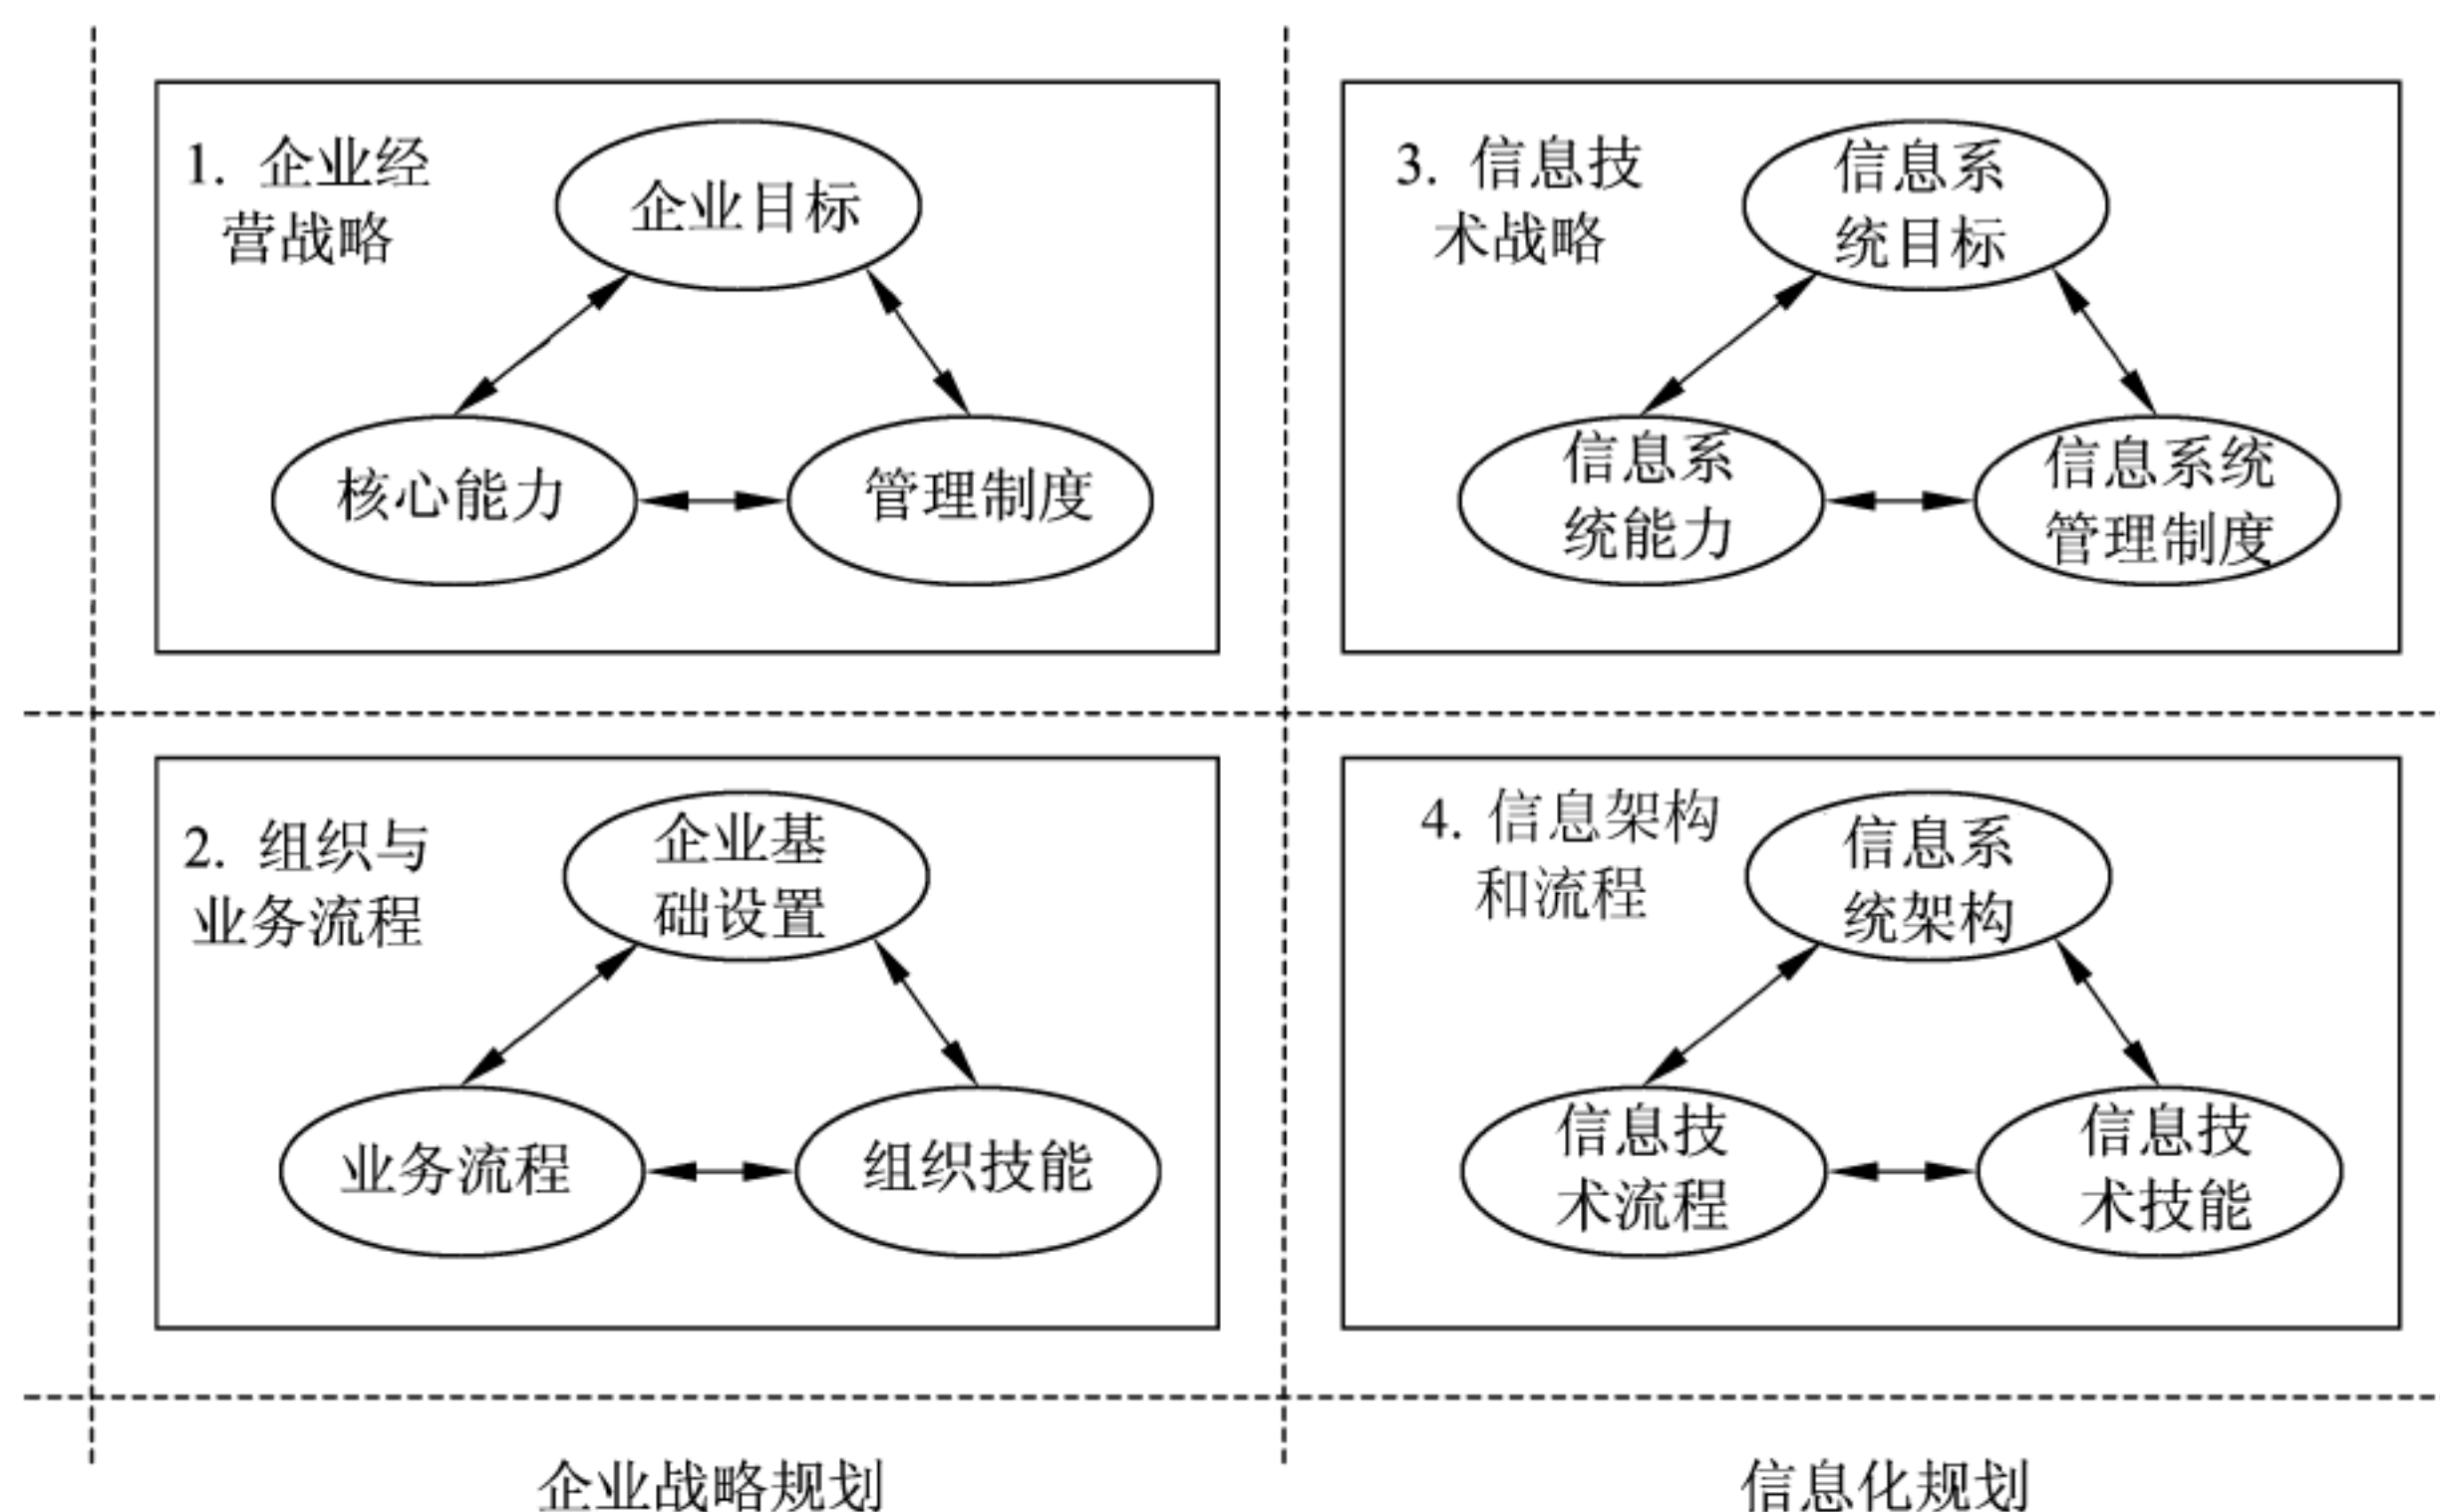 1. 企业经
营战略
企业目标
核心能力
管理制度
3. 信息技
术战略
信息系
统目标
信息系
统能力
信息系统
管理制度
2. 组织与
业务流程
企业基
础设置
业务流程
组织技能
4. 信息架构
和流程
信息系
统架构
信息技
术流程
信息技
术技能
企业战略规划
信息化规划